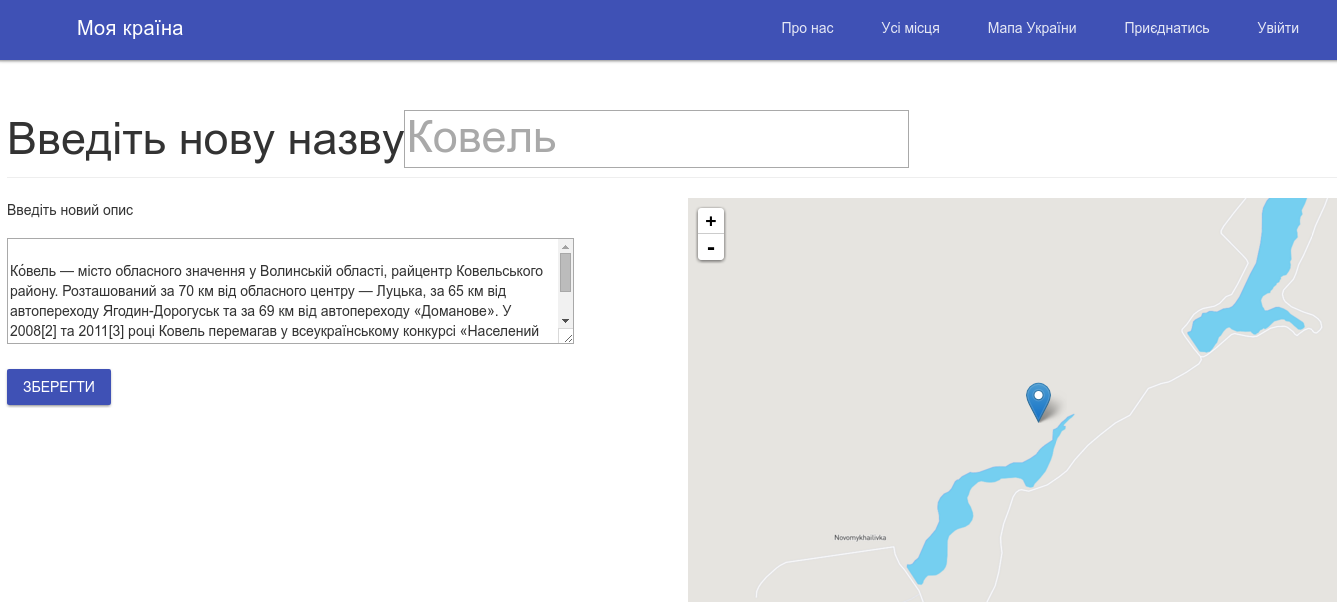 Моя країна
Про нас
Усі місця
Мапа України
Приєднатись
Увійти
Введіть нову назву Ковель
Введіть новий опис
Ко́вель — місто обласного значення у Волинській області, райцентр Ковельського
району. Розташований за 70 км від обласного центру — Луцька, за 65 км від
автопереходу Ягодин-Дорогуськ та за 69 км від автопереходу «Доманове». У
2008[2] та 2011[3] році Ковель перемагав у всеукраїнському конкурсі «Населений
ЗБЕРЕГТИ
+
-
Novomykhailivka